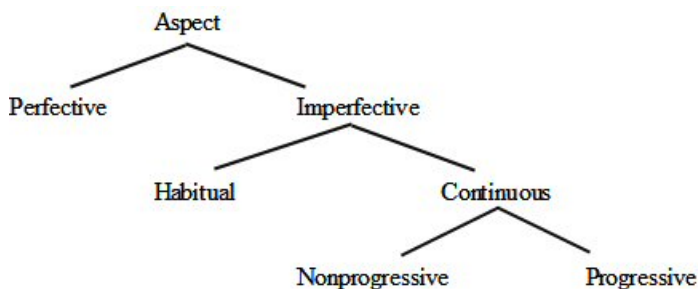 Aspect
Perfective Imperfective
Habitual Continuous
Nonprogressive Progressive